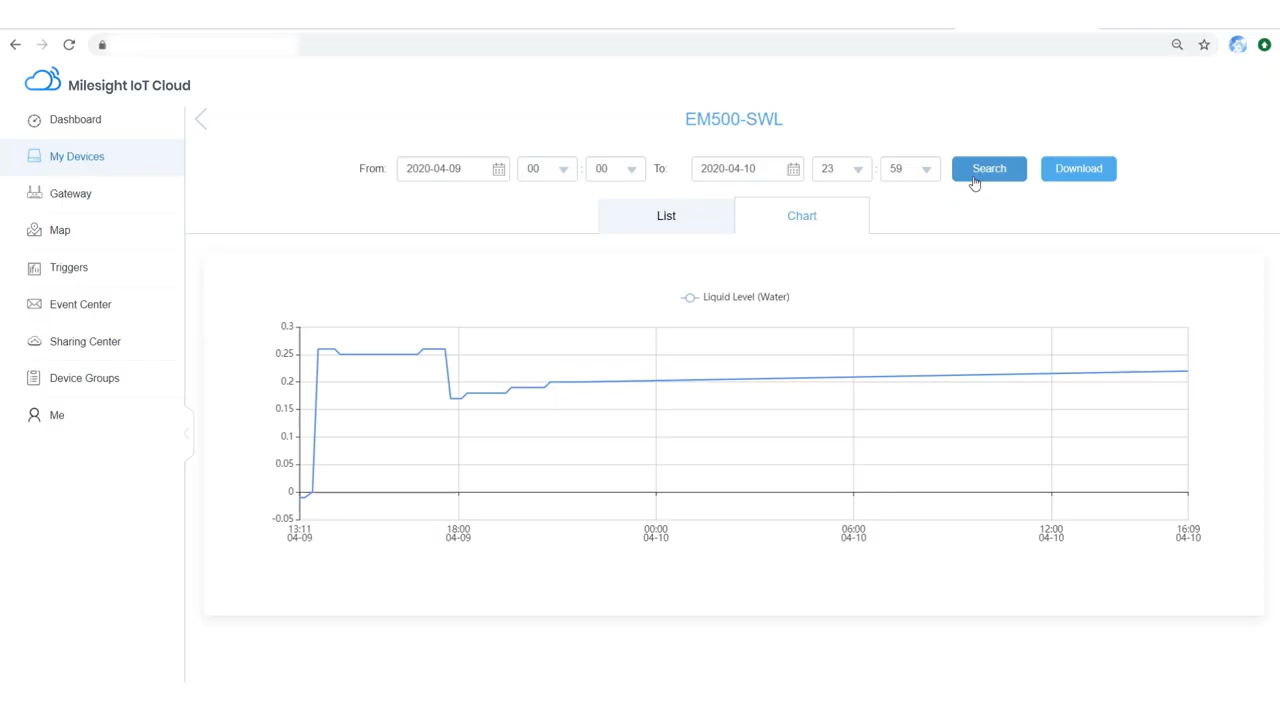 Milesight IoT Cloud
Dashboard
My Devices
Gateway
Map
Triggers
Event Center
Sharing Center
Device Groups
Me
EM500-SWL
From: 2020-04-09 00 : 00 To: 2020-04-10 23 : 59 Search Download
List Chart
Liquid Level (Water)
0.3
0.25
0.2
0.15
0.1
0.05
0
-0.05
13:11 18:00 00:00 06:00 12:00 16:09
04-09 04-09 04-10 04-10 04-10 04-10